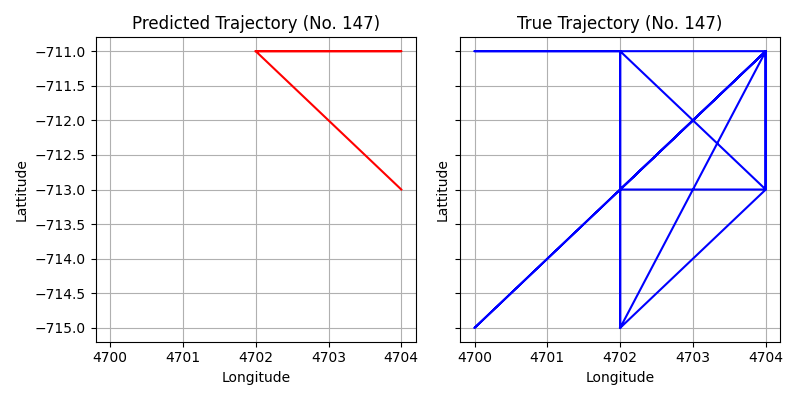 Predicted Trajectory (No. 147)
True Trajectory (No. 147)
−711.0
−711.5
−712.0
−712.5
−713.0
−713.5
−714.0
−714.5
−715.0
Lattitude
Lattitude
4700 4701 4702 4703 4704
4700 4701 4702 4703 4704
Longitude
Longitude